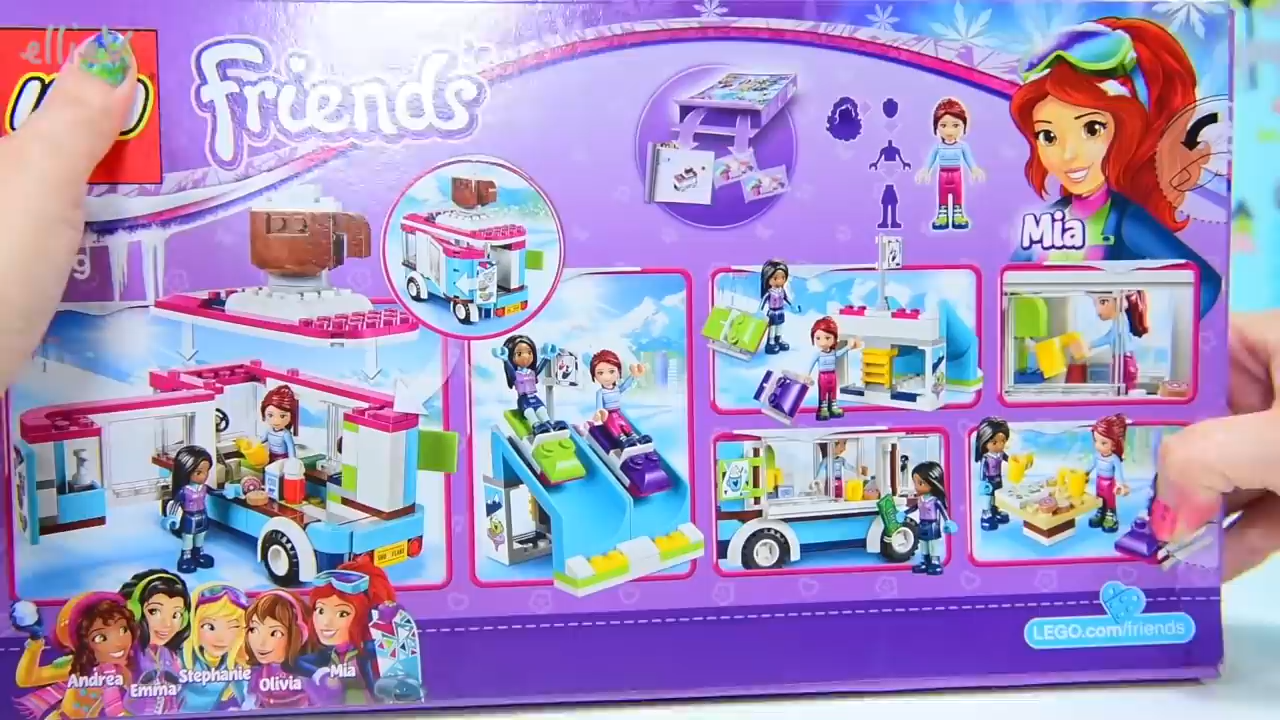 Friends
Mia
Andrea
Emma
Stephanie
Olivia
Mia
LEGO.com/friends